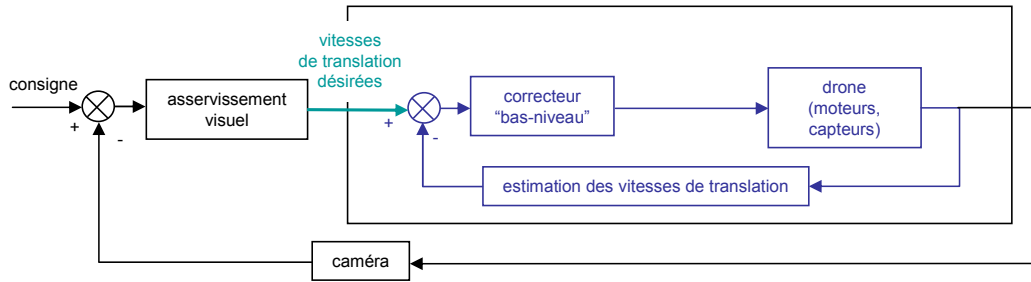 vitesses
de translation
désirées
consigne
+
-
asservissement
visuel
+
-
correcteur
“bas-niveau”
drone
(moteurs,
capteurs)
estimation des vitesses de translation
caméra